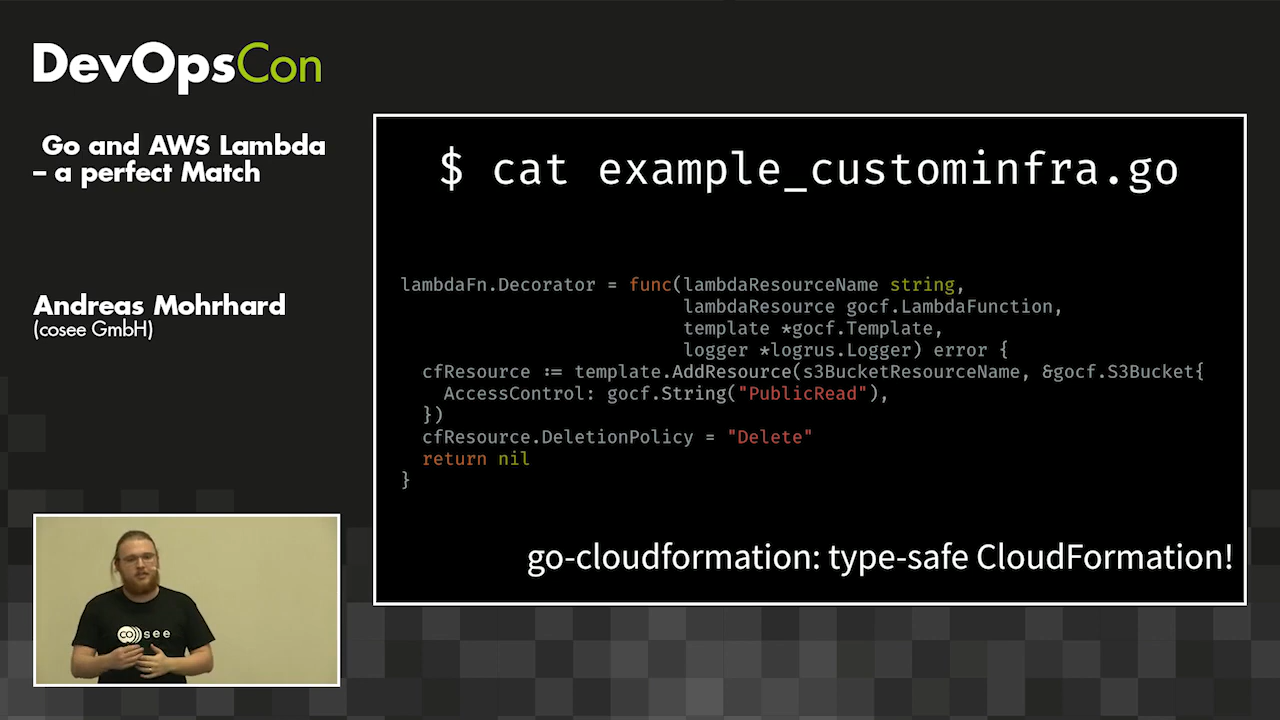 DevOpsCon
Go and AWS Lambda
– a perfect Match
Andreas Mohrhard
(cosee GmbH)
$ cat example_custominfra.go
lambdaFn.Decorator = func(lambdaResourceName string,
lambdaResource gocf.LambdaFunction,
template *gocf.Template,
logger *logrus.Logger) error {
cfResource := template.AddResource(s3BucketResourceName, &gocf.S3Bucket{
AccessControl: gocf.String("PublicRead"),
})
cfResource.DeletionPolicy = "Delete"
return nil
}
go-cloudformation: type-safe CloudFormation!
cosee